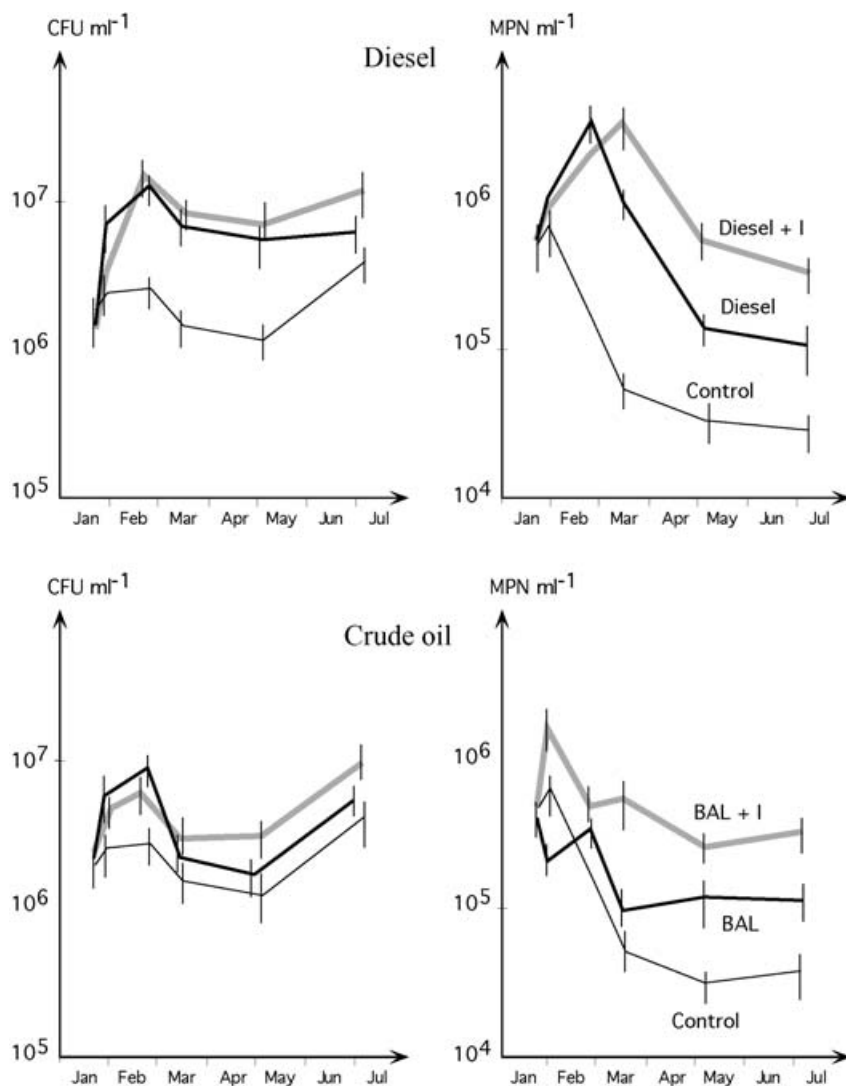 CFU ml-1 MPN ml-1
Diesel
10^7 10^6
Diesel + I
Diesel
10^6 10^5
Control
10^5 10^4
Jan Feb Mar Apr May Jun Jul Jan Feb Mar Apr May Jun Jul
CFU ml-1 MPN ml-1
Crude oil
10^7 10^6
BAL + I
10^6 10^5
BAL
Control
10^5 10^4
Jan Feb Mar Apr May Jun Jul Jan Feb Mar Apr May Jun Jul